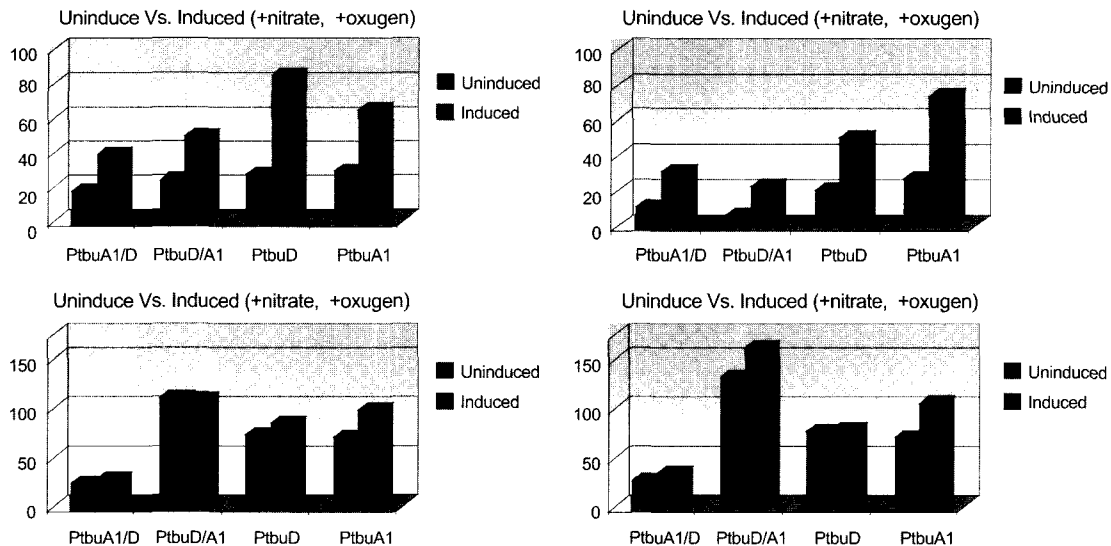 Uninduce Vs. Induced (+nitrate, +oxugen)
100
80
60
40
20
0
PtbuA1/D PtbuD/A1 PtbuD PtbuA1
Uninduced
Induced
Uninduce Vs. Induced (+nitrate, +oxugen)
100
80
60
40
20
0
PtbuA1/D PtbuD/A1 PtbuD PtbuA1
Uninduced
Induced
Uninduce Vs. Induced (+nitrate, +oxugen)
150
100
50
0
PtbuA1/D PtbuD/A1 PtbuD PtbuA1
Uninduced
Induced
Uninduce Vs. Induced (+nitrate, +oxugen)
150
100
50
0
PtbuA1/D PtbuD/A1 PtbuD PtbuA1
Uninduced
Induced